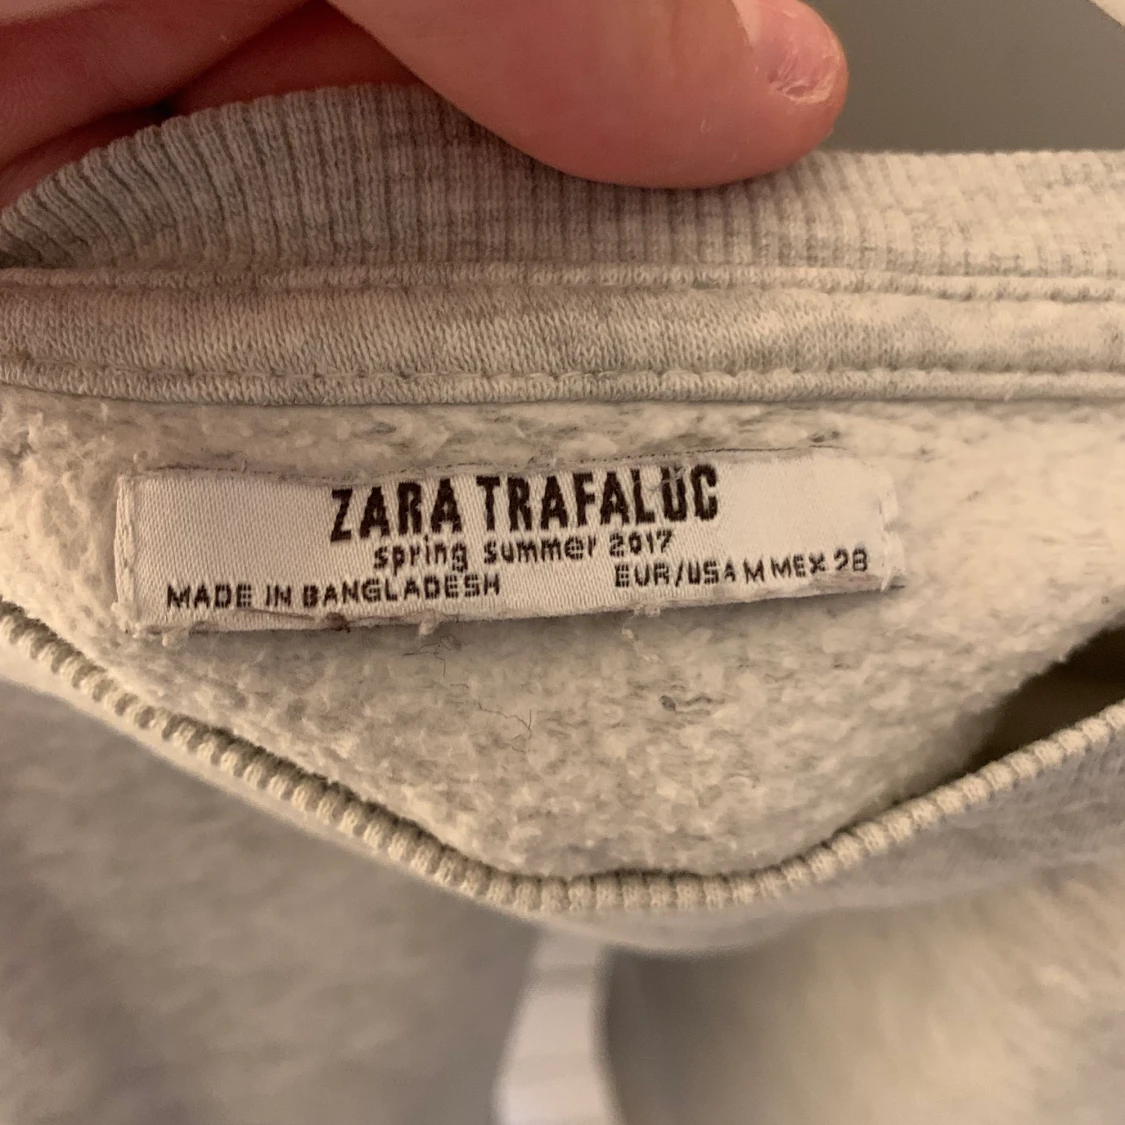 ZARA TRAFALUC
spring summer 2017
MADE IN BANGLADESH EUR/USA M MEX 28